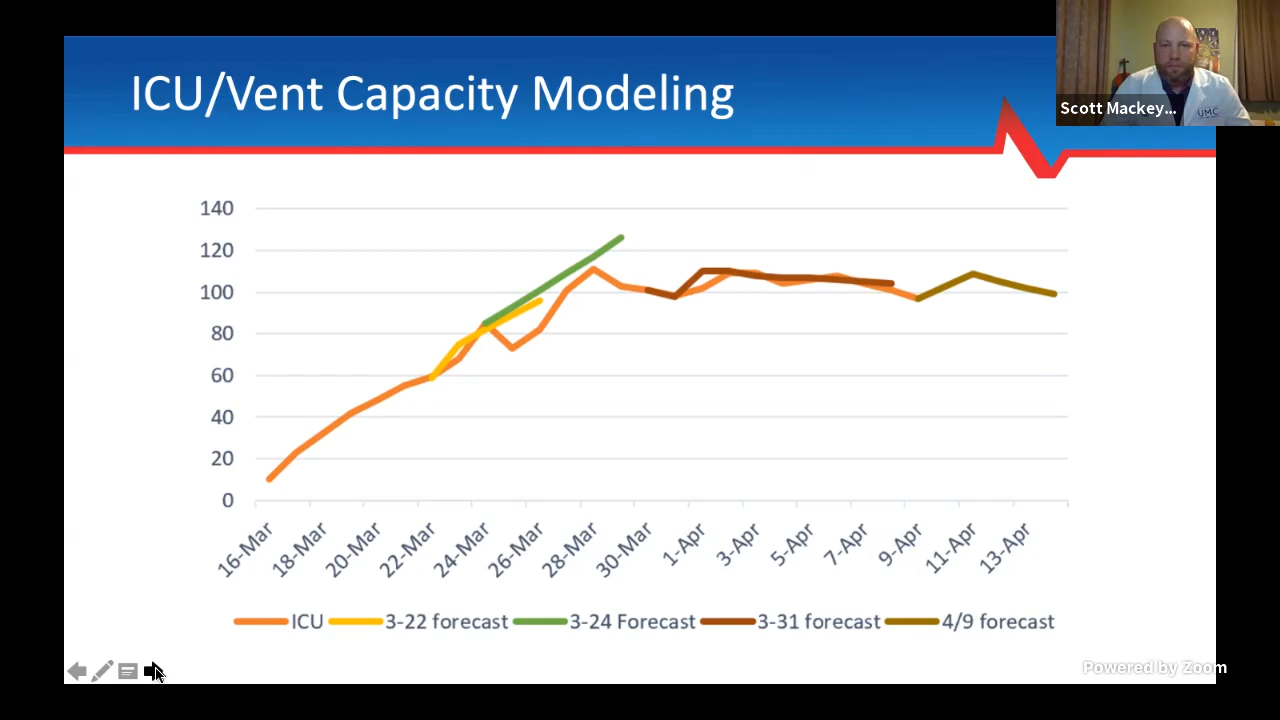 ICU/Vent Capacity Modeling
Scott Mackey...
UMC
140
120
100
80
60
40
20
0
16-Mar
18-Mar
20-Mar
22-Mar
24-Mar
26-Mar
28-Mar
30-Mar
1-Apr
3-Apr
5-Apr
7-Apr
9-Apr
11-Apr
13-Apr
ICU
3-22 forecast
3-24 Forecast
3-31 forecast
4/9 forecast
Powered by Zoom